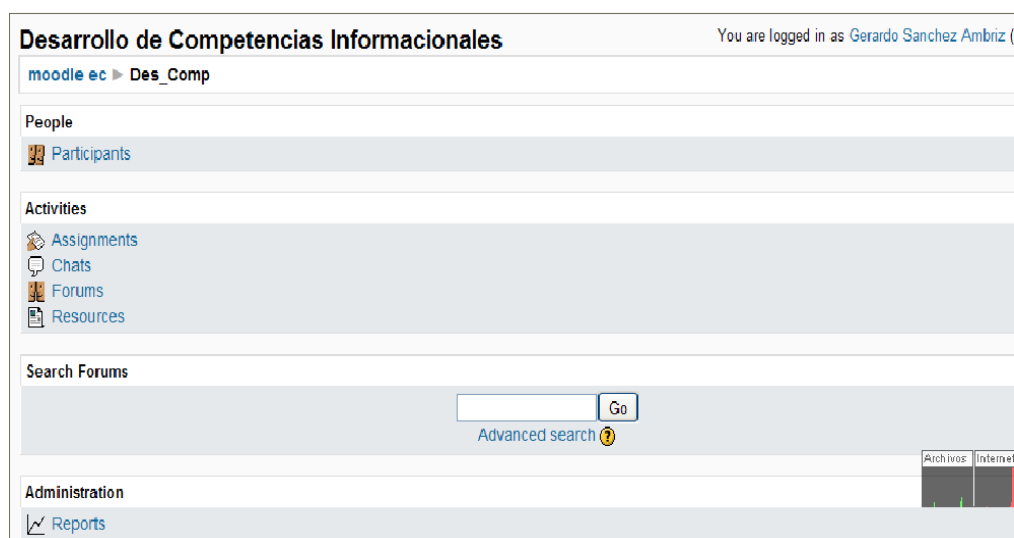 Desarrollo de Competencias Informacionales
You are logged in as Gerardo Sanchez Ambriz (
moodle ec ▶ Des_Comp
People
Participants
Activities
Assignments
Chats
Forums
Resources
Search Forums
Go
Advanced search ?
Archivos Internet
Administration
Reports